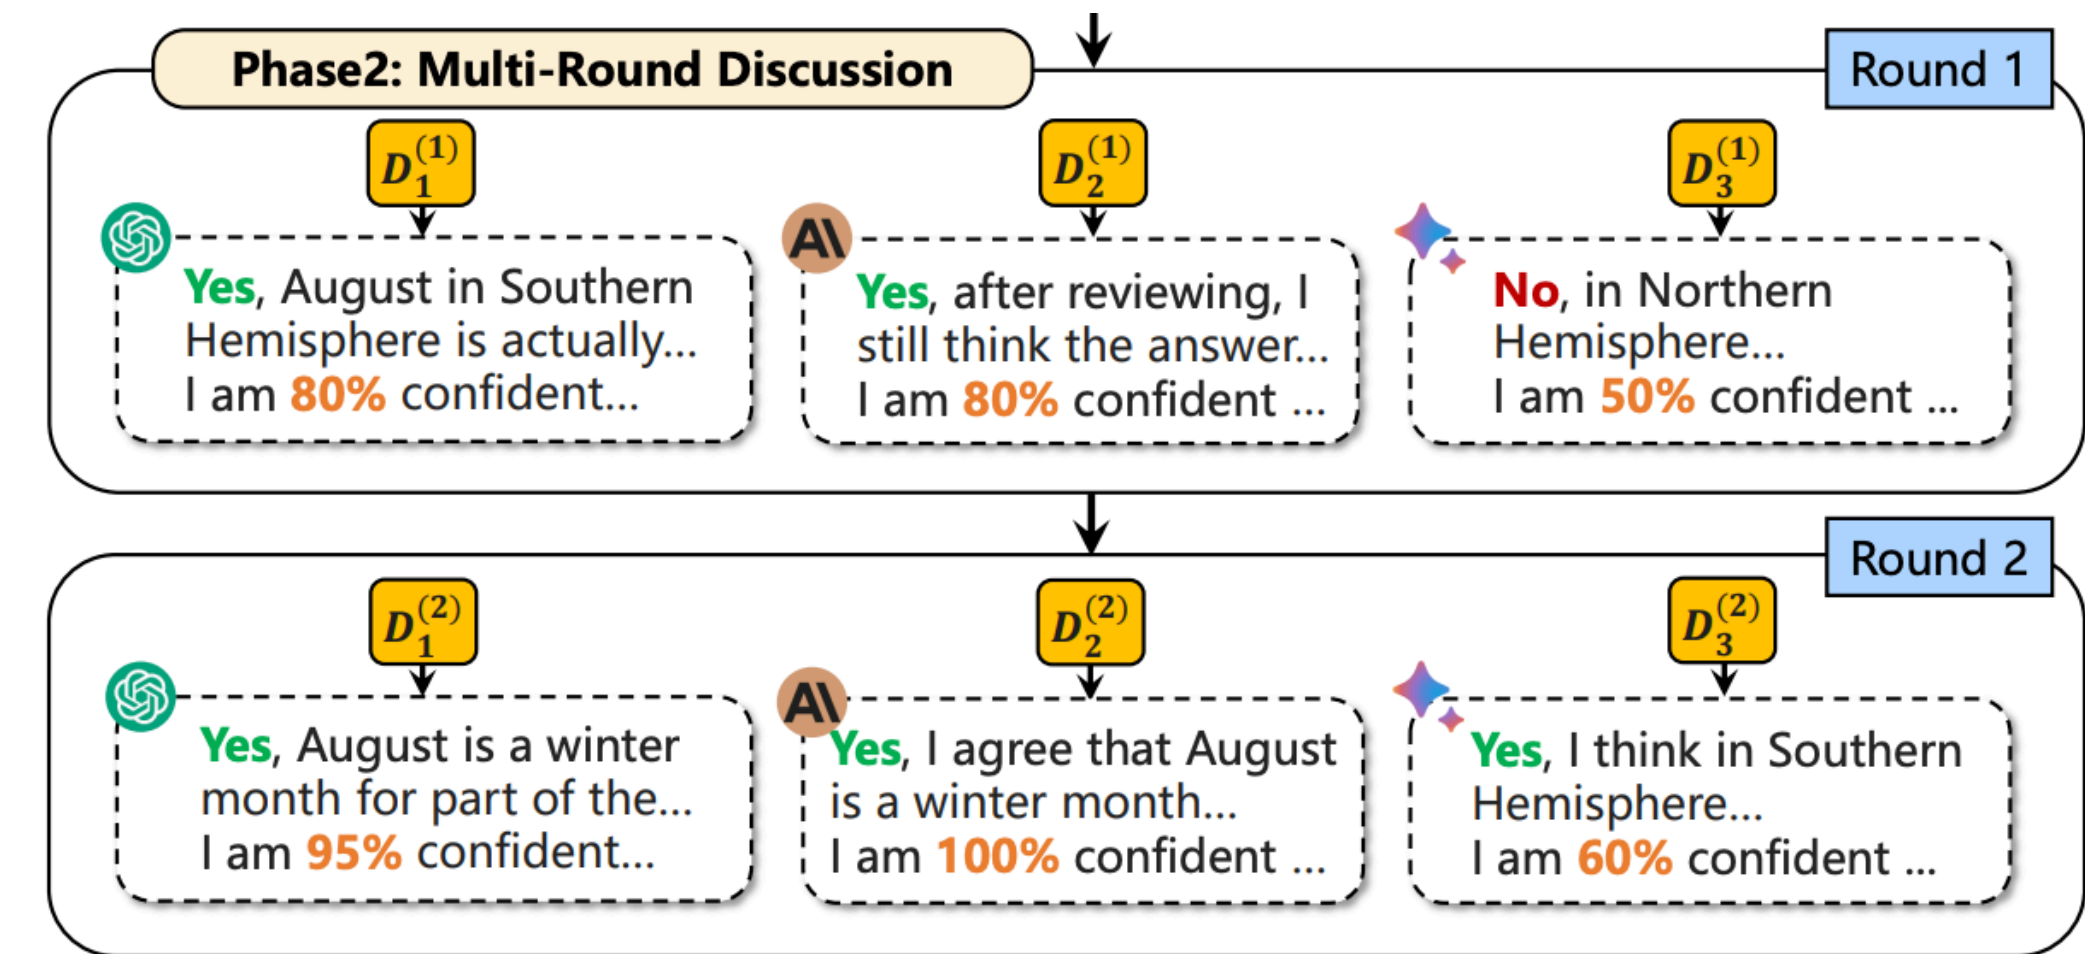 Phase2: Multi-Round Discussion
Round 1
D₁⁽¹⁾
D₂⁽¹⁾
D₃⁽¹⁾
Yes, August in Southern
Hemisphere is actually...
I am 80% confident...
A\
Yes, after reviewing, I
still think the answer...
I am 80% confident ...
No, in Northern
Hemisphere...
I am 50% confident ...
Round 2
D₁⁽²⁾
D₂⁽²⁾
D₃⁽²⁾
Yes, August is a winter
month for part of the...
I am 95% confident...
A\
Yes, I agree that August
is a winter month...
I am 100% confident ...
Yes, I think in Southern
Hemisphere...
I am 60% confident ...